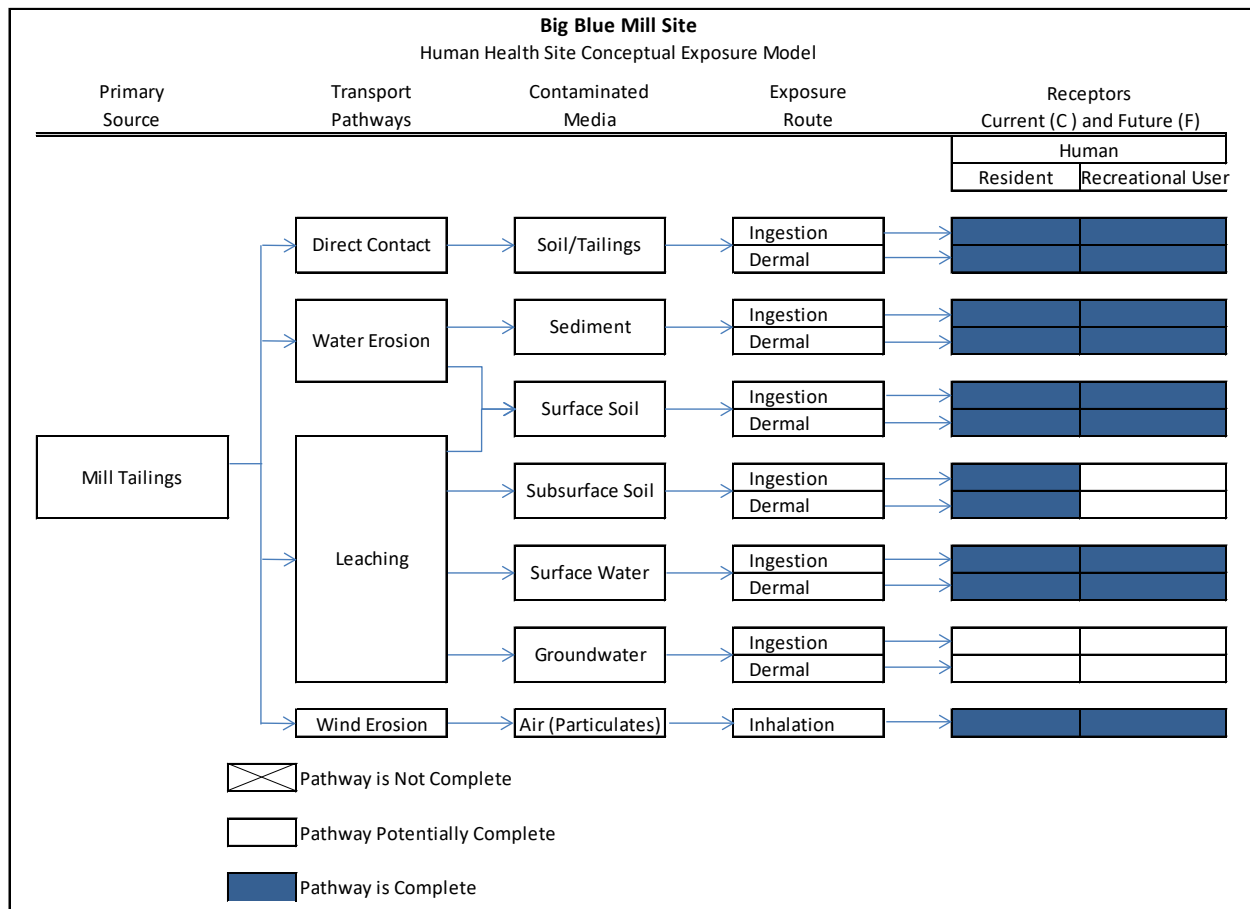 Big Blue Mill Site
Human Health Site Conceptual Exposure Model
Primary Source
Transport Pathways
Contaminated Media
Exposure Route
Receptors
Current (C ) and Future (F)
Human
Resident
Recreational User
Direct Contact
Soil/Tailings
Ingestion
Dermal
Water Erosion
Sediment
Ingestion
Dermal
Surface Soil
Ingestion
Dermal
Mill Tailings
Leaching
Subsurface Soil
Ingestion
Dermal
Surface Water
Ingestion
Dermal
Groundwater
Ingestion
Dermal
Wind Erosion
Air (Particulates)
Inhalation
Pathway is Not Complete
Pathway Potentially Complete
Pathway is Complete